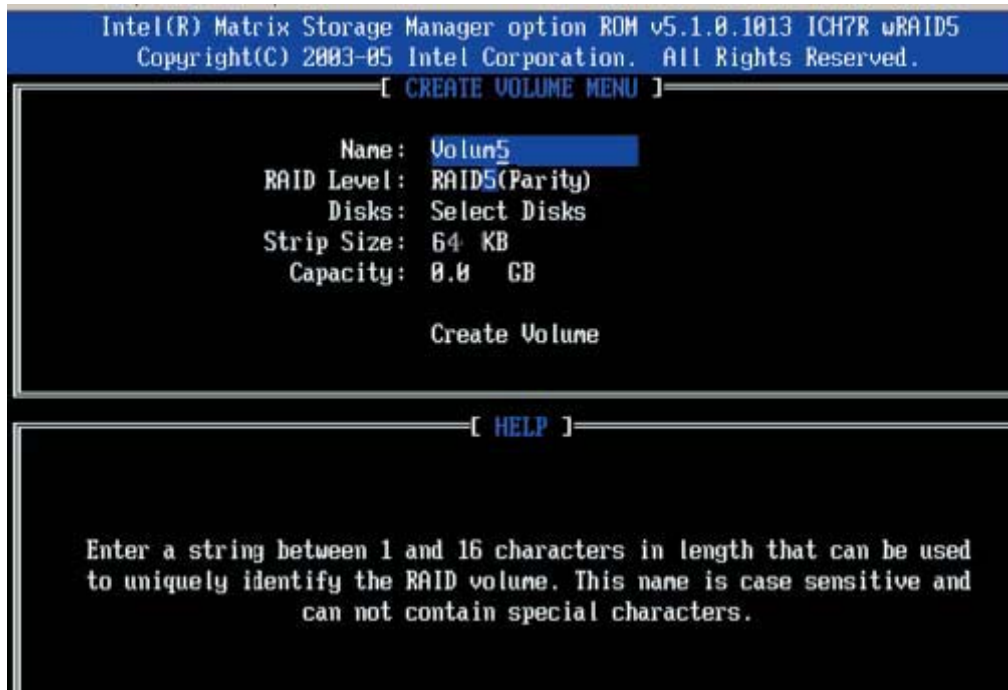 Intel(R) Matrix Storage Manager option ROM v5.1.0.1013 ICH7R wRAID5
Copyright(C) 2003-05 Intel Corporation. All Rights Reserved.
[ CREATE VOLUME MENU ]
Name: Volum5
RAID Level: RAID5(Parity)
Disks: Select Disks
Strip Size: 64 KB
Capacity: 0.0 GB
Create Volume
[ HELP ]
Enter a string between 1 and 16 characters in length that can be used
to uniquely identify the RAID volume. This name is case sensitive and
can not contain special characters.